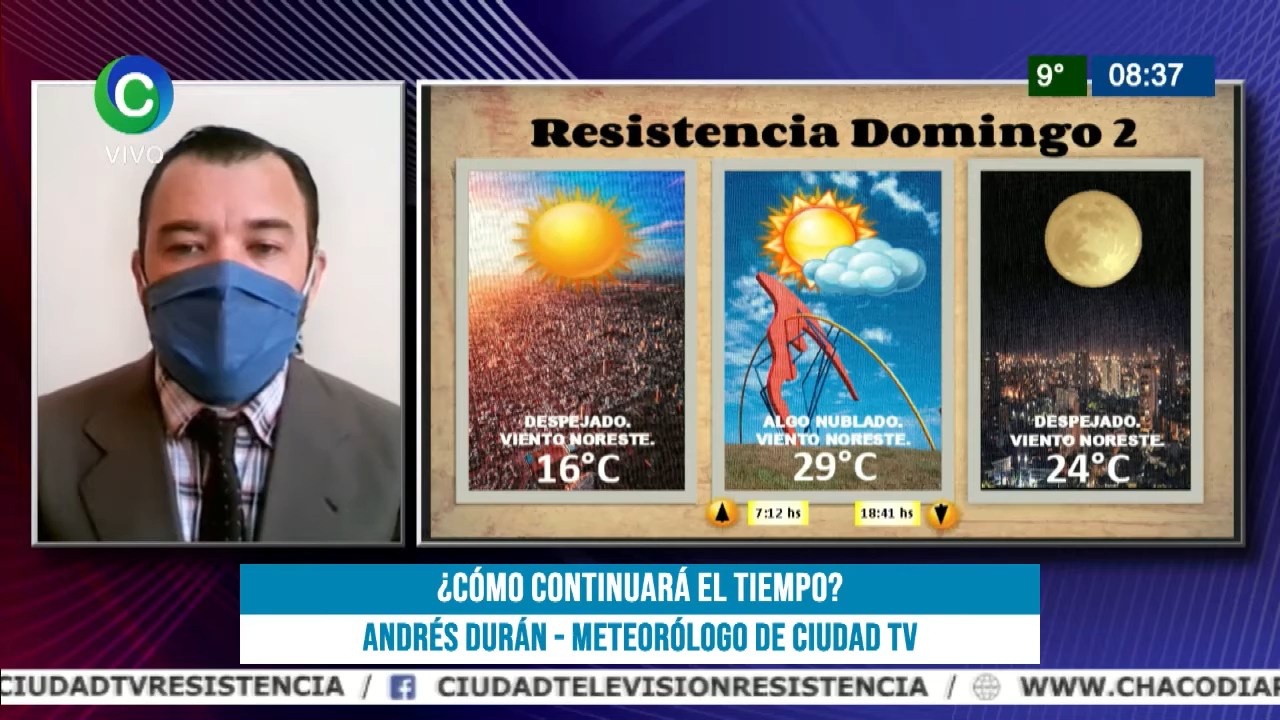 C
VIVO
9°
08:37
Resistencia Domingo 2
DESPEJADO.
VIENTO NORESTE.
16°C
ALGO NUBLADO.
VIENTO NORESTE.
29°C
DESPEJADO.
VIENTO NORESTE.
24°C
7:12 hs
18:41 hs
¿CÓMO CONTINUARÁ EL TIEMPO?
ANDRÉS DURÁN - METEORÓLOGO DE CIUDAD TV
CIUDADTVRESISTENCIA / f CIUDADTELEVISIONRESISTENCIA / WWW.CHACODIAR